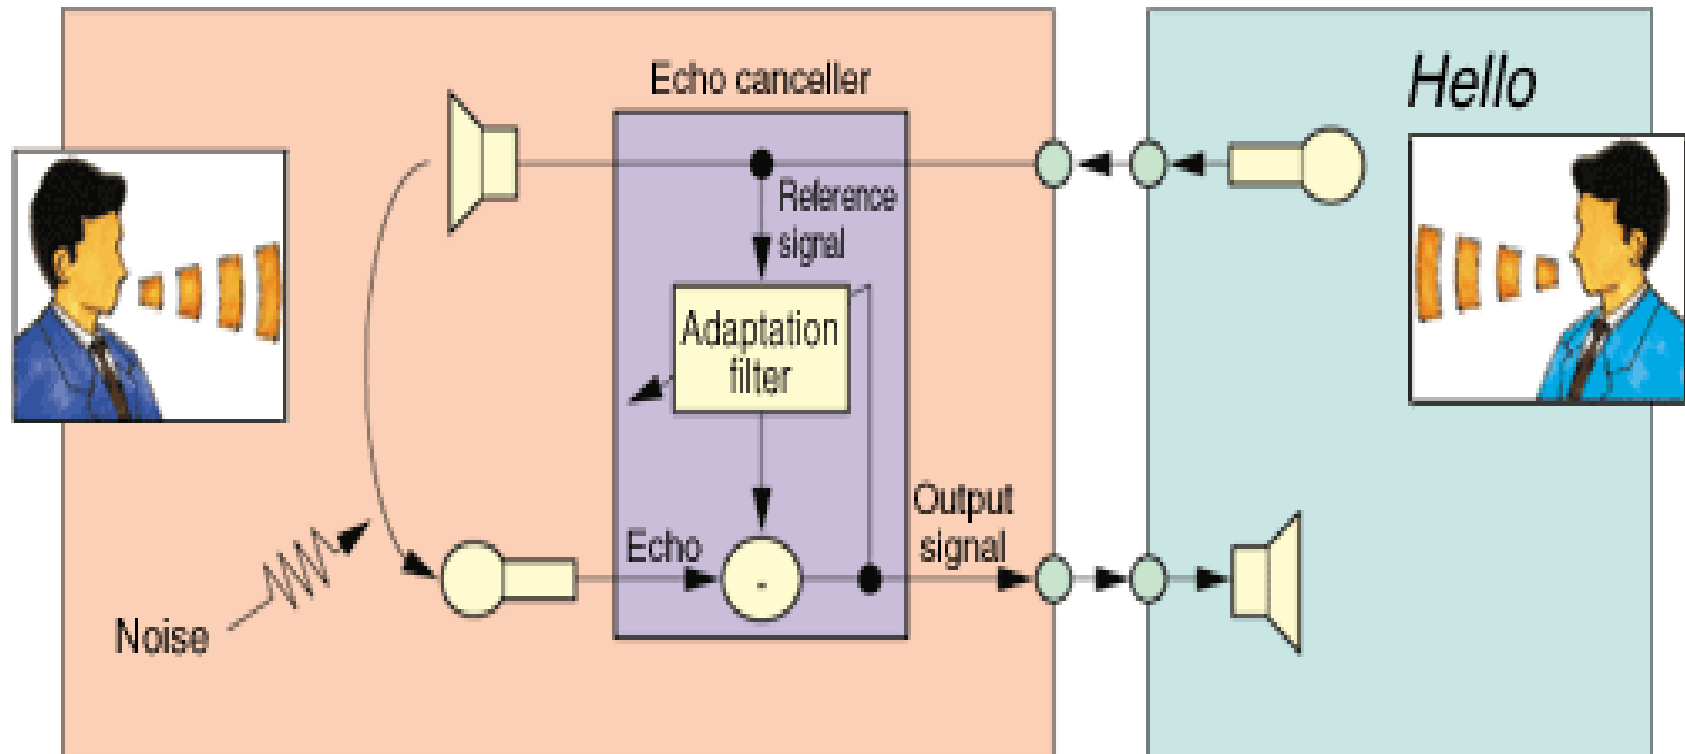 Echo canceller
Hello
Reference
signal
Adaptation
filter
Output
signal
Echo
Noise